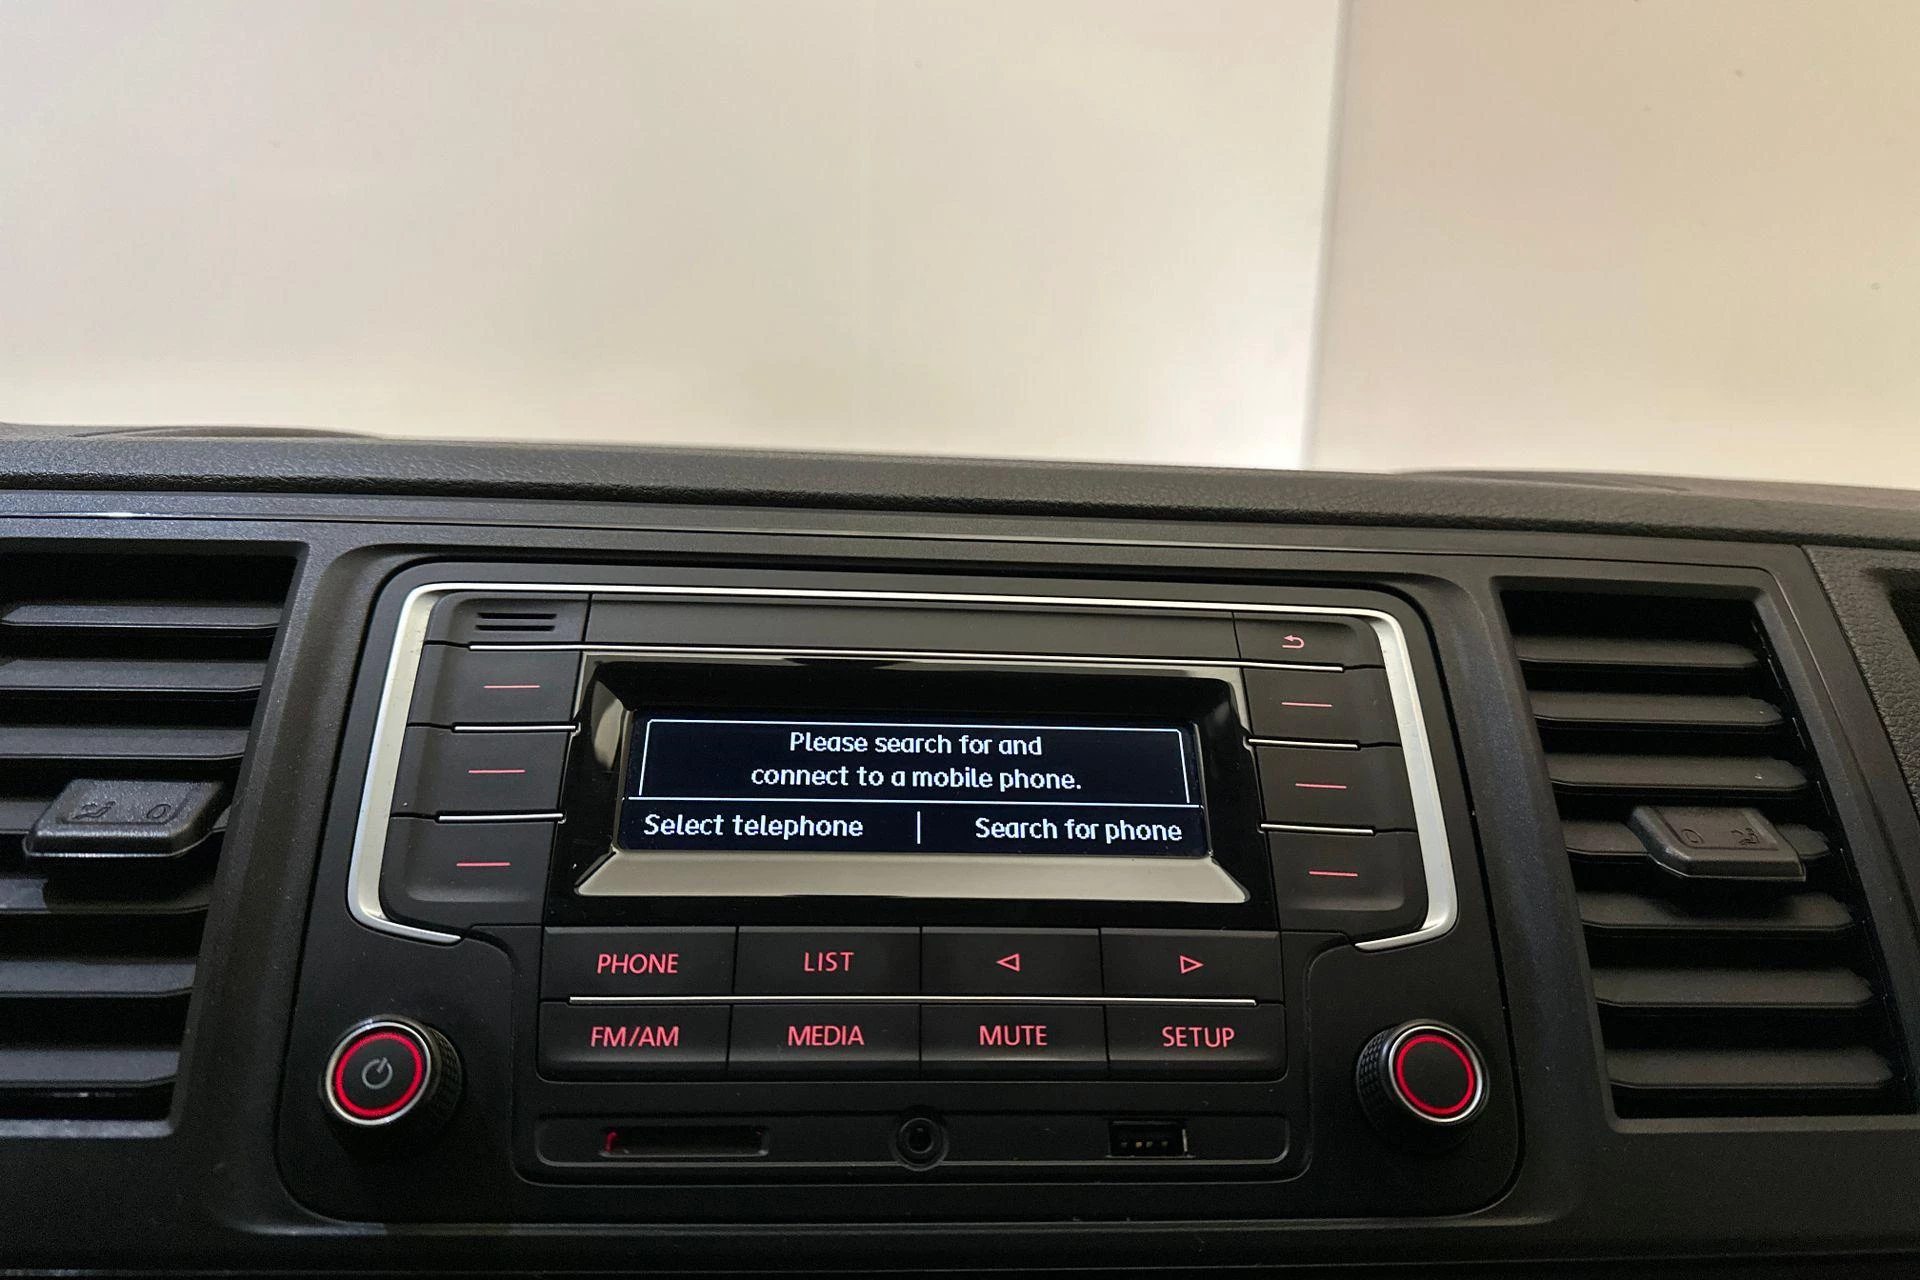 Please search for and
connect to a mobile phone.
Select telephone | Search for phone
PHONE LIST
FM/AM MEDIA MUTE SETUP